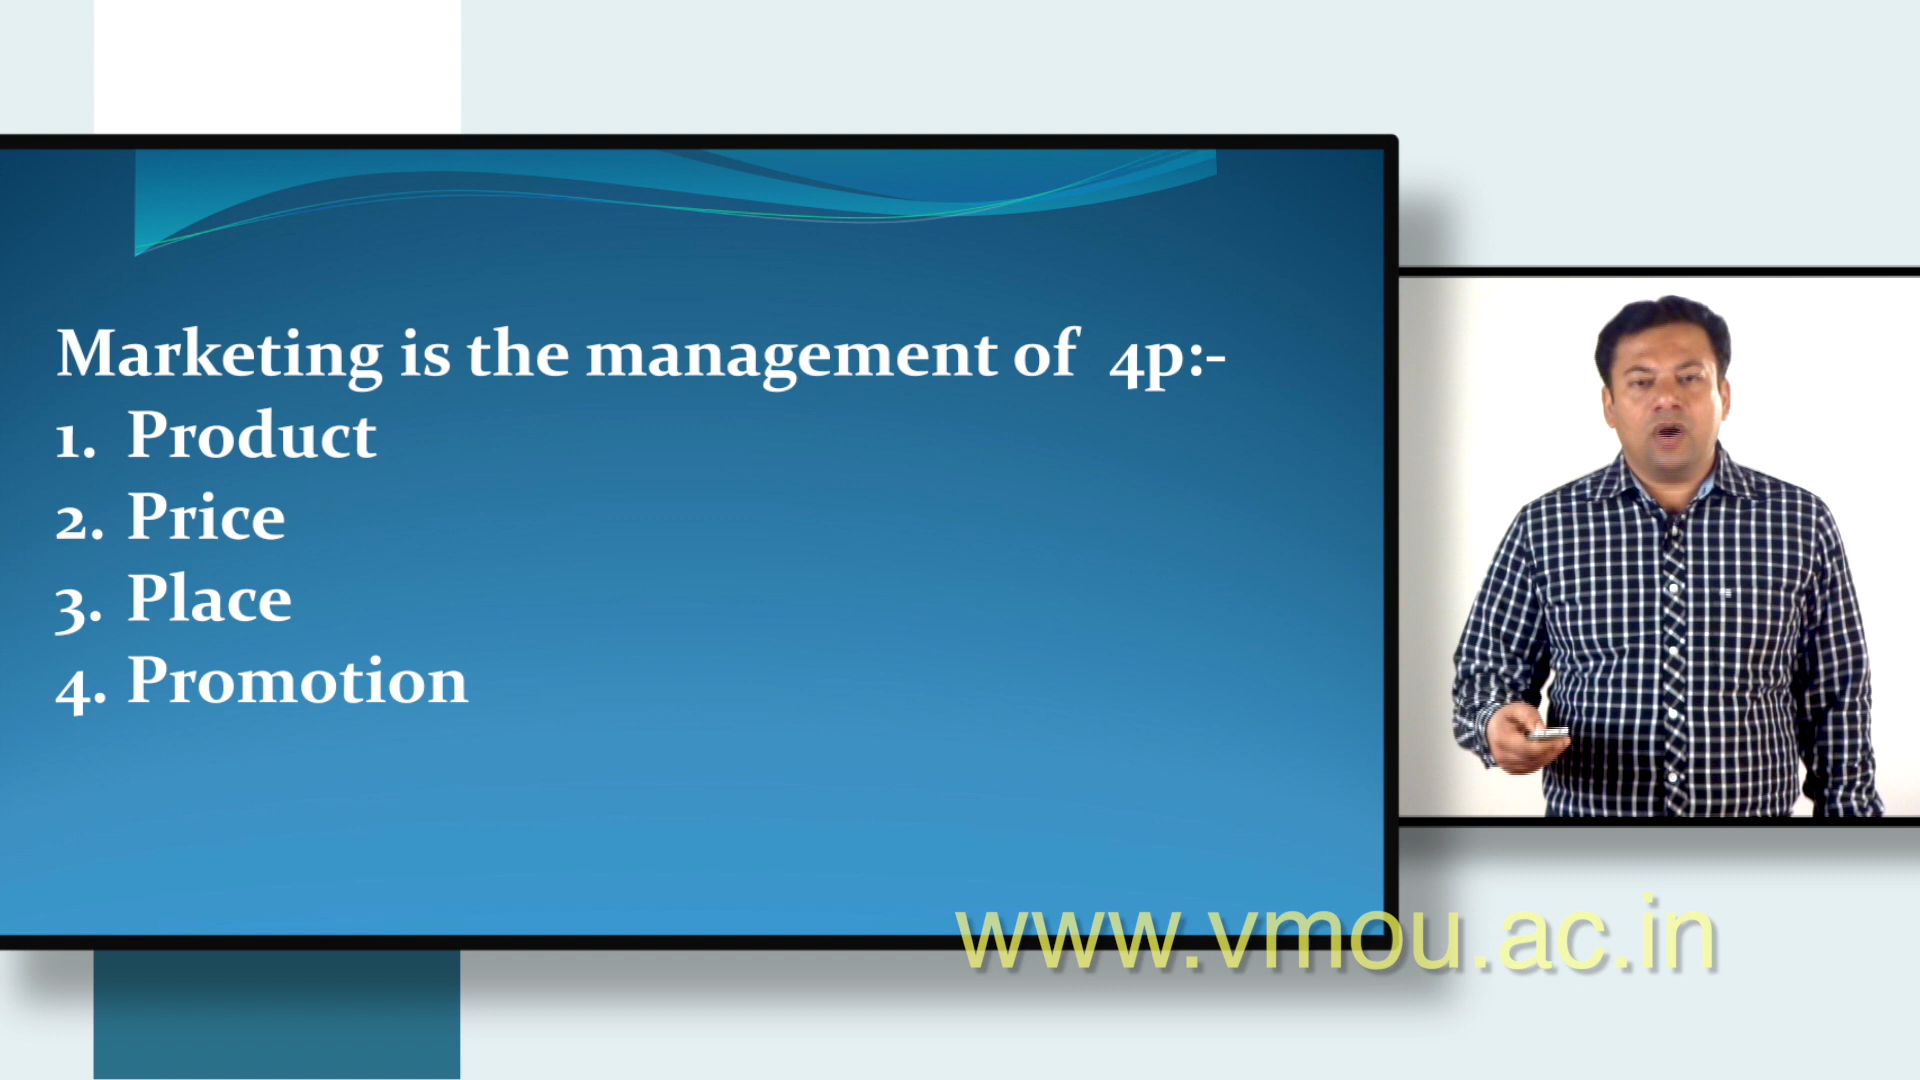 Marketing is the management of  4p:-
1. Product
2. Price
3. Place
4. Promotion
www.vmou.ac.in